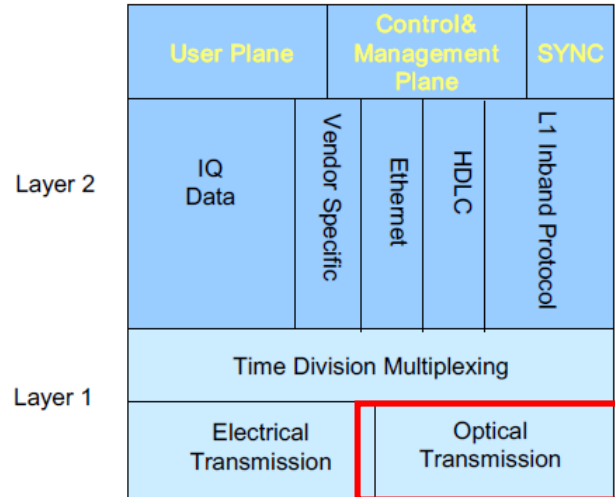 User Plane
Control&
Management
Plane
SYNC
Layer 2
IQ
Data
Vendor Specific
Ethernet
HDLC
L1 Inband Protocol
Layer 1
Time Division Multiplexing
Electrical
Transmission
Optical
Transmission